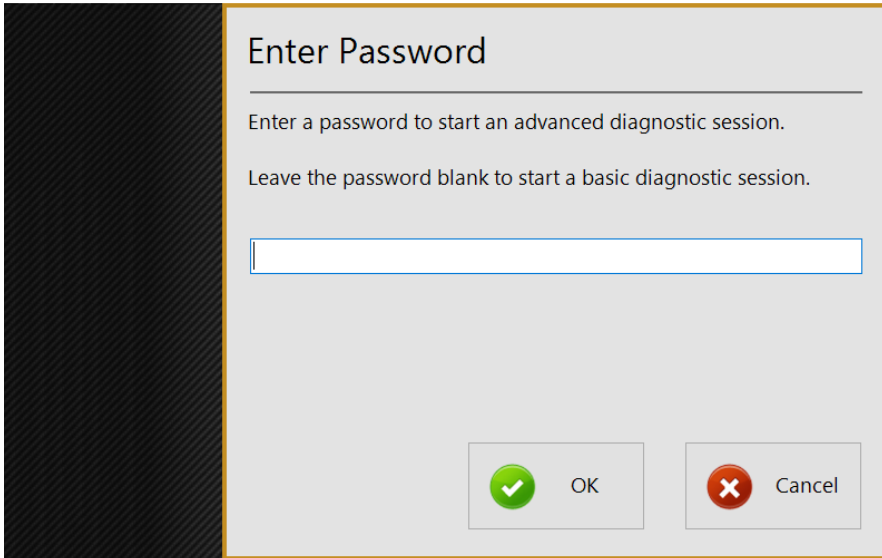 Enter Password
Enter a password to start an advanced diagnostic session.
Leave the password blank to start a basic diagnostic session.
OK
Cancel